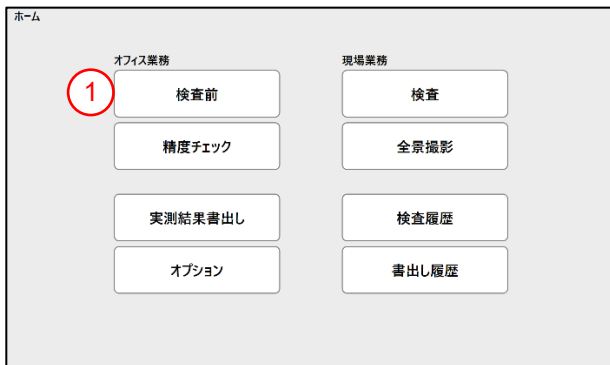 ホーム
オフィス業務
現場業務
1
検査前
検査
精度チェック
全景撮影
実測結果書出し
検査履歴
オプション
書出し履歴